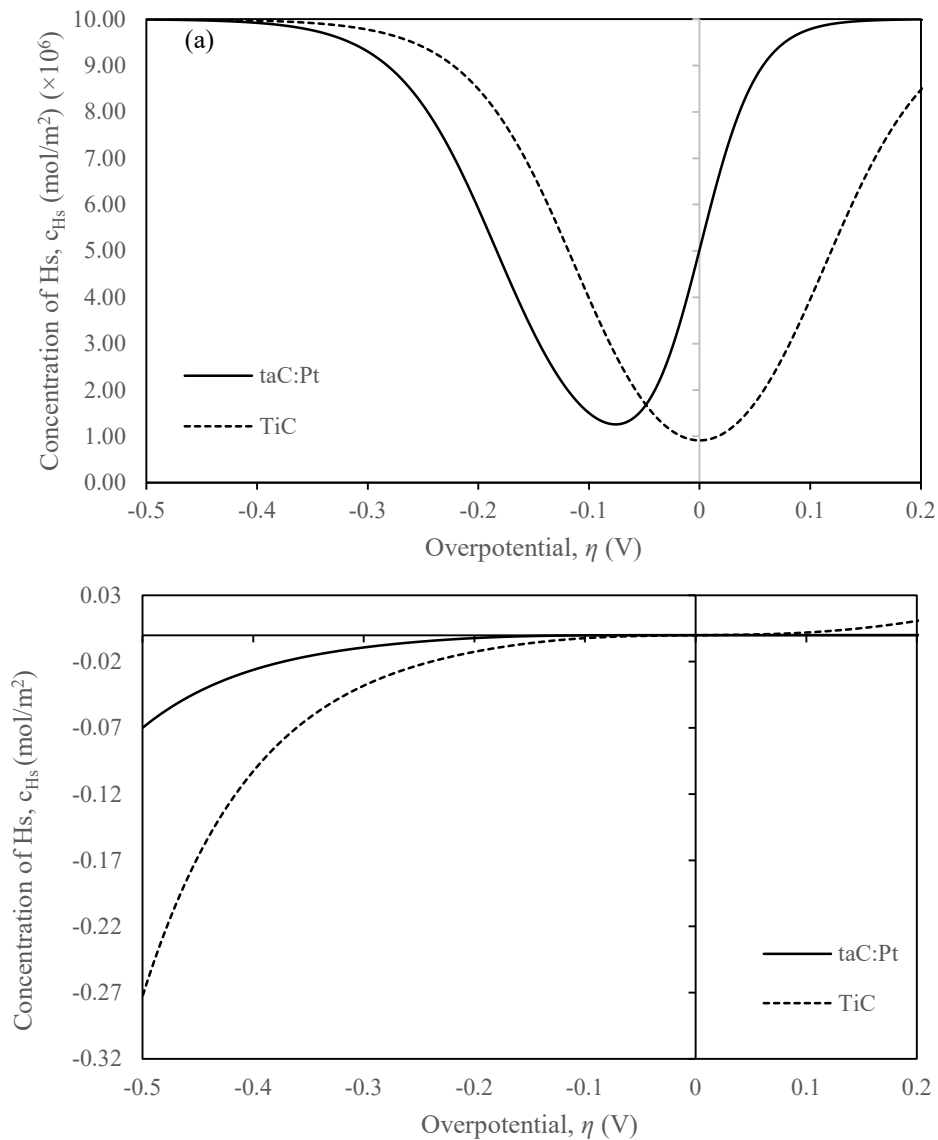 (a)
Concentration of Hs, c_Hs (mol/m²) (×10⁶)
10.00
9.00
8.00
7.00
6.00
5.00
4.00
3.00
2.00
1.00
0.00
taC:Pt
TiC
-0.5 -0.4 -0.3 -0.2 -0.1 0 0.1 0.2
Overpotential, η (V)
Concentration of Hs, c_Hs (mol/m²)
0.03
-0.02
-0.07
-0.12
-0.17
-0.22
-0.27
-0.32
taC:Pt
TiC
-0.5 -0.4 -0.3 -0.2 -0.1 0 0.1 0.2
Overpotential, η (V)